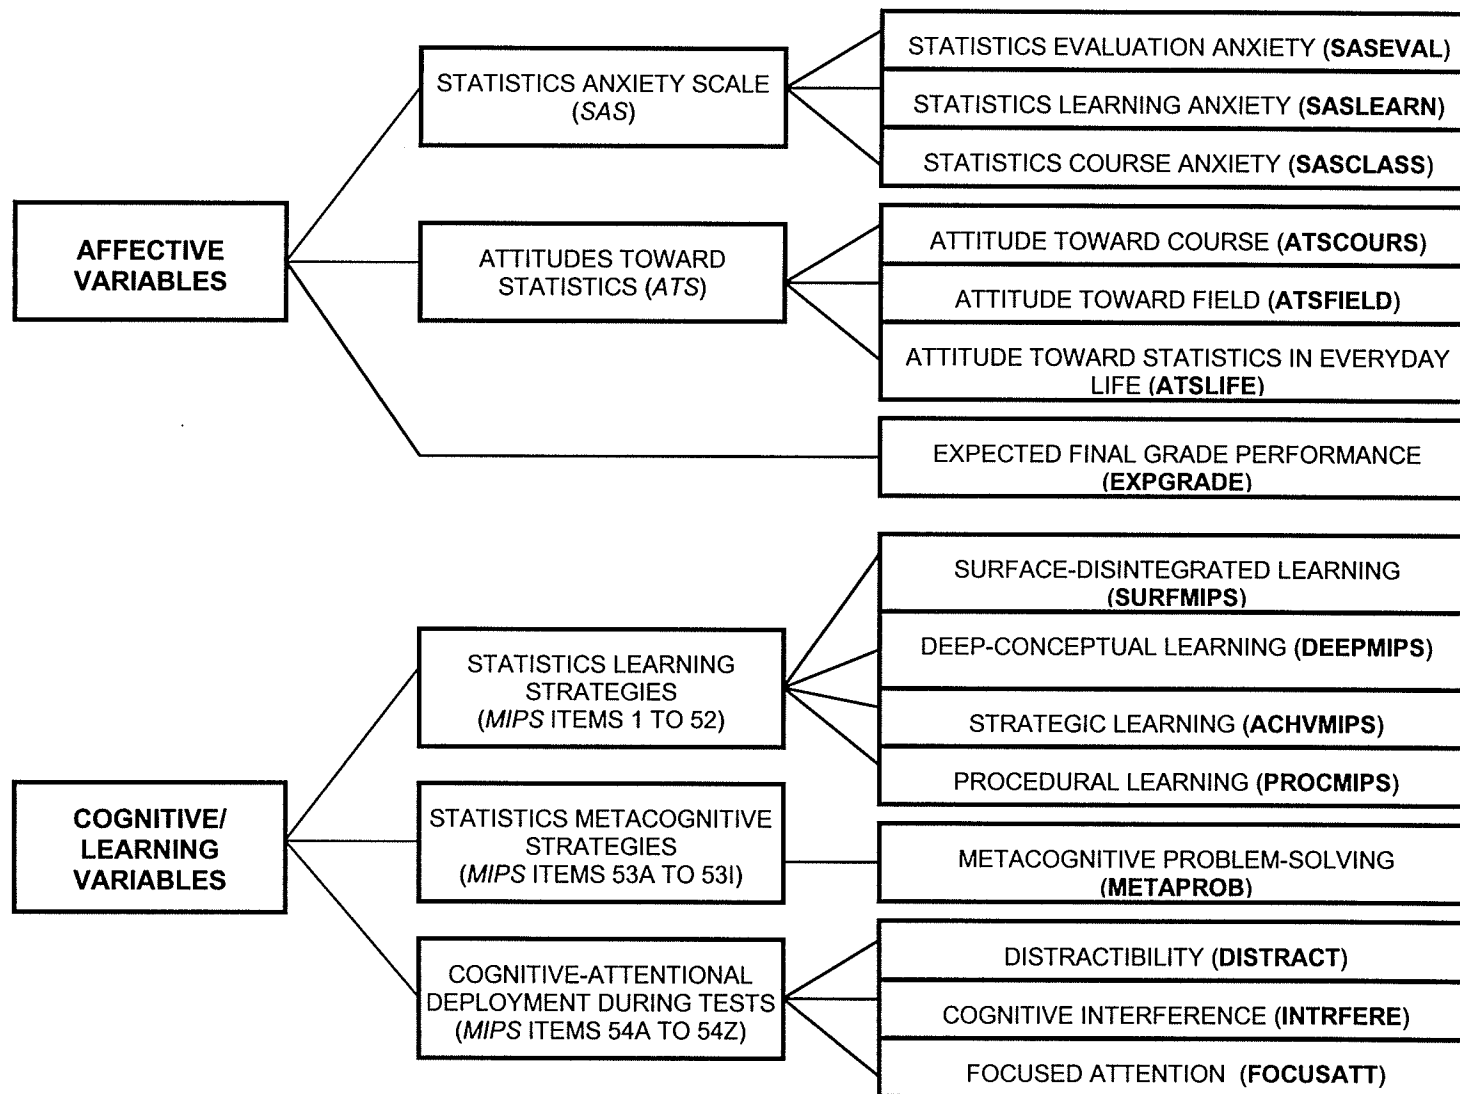 STATISTICS EVALUATION ANXIETY (SASEVAL)
STATISTICS ANXIETY SCALE
(SAS)
STATISTICS LEARNING ANXIETY (SASLEARN)
STATISTICS COURSE ANXIETY (SASCLASS)
AFFECTIVE
VARIABLES
ATTITUDES TOWARD
STATISTICS (ATS)
ATTITUDE TOWARD COURSE (ATSCOURS)
ATTITUDE TOWARD FIELD (ATSFIELD)
ATTITUDE TOWARD STATISTICS IN EVERYDAY
LIFE (ATSLIFE)
EXPECTED FINAL GRADE PERFORMANCE
(EXPGRADE)
SURFACE-DISINTEGRATED LEARNING
(SURFMIPS)
STATISTICS LEARNING
STRATEGIES
(MIPS ITEMS 1 TO 52)
DEEP-CONCEPTUAL LEARNING (DEEPMIPS)
STRATEGIC LEARNING (ACHVMIPS)
PROCEDURAL LEARNING (PROCMIPS)
COGNITIVE/
LEARNING
VARIABLES
STATISTICS METACOGNITIVE
STRATEGIES
(MIPS ITEMS 53A TO 53I)
METACOGNITIVE PROBLEM-SOLVING
(METAPROB)
COGNITIVE-ATTENTIONAL
DEPLOYMENT DURING TESTS
(MIPS ITEMS 54A TO 54Z)
DISTRACTIBILITY (DISTRACT)
COGNITIVE INTERFERENCE (INTRFERE)
FOCUSED ATTENTION (FOCUSATT)